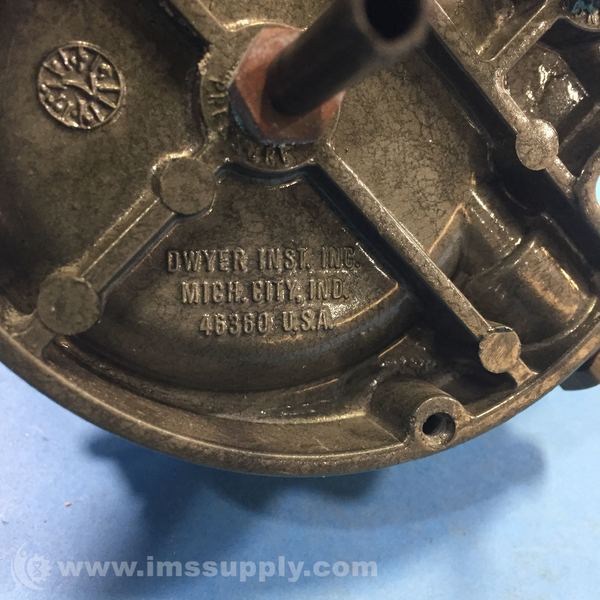 DWYER INST. INC.
MICH. CITY, IND.
46360 U.S.A.
www.imssupply.com